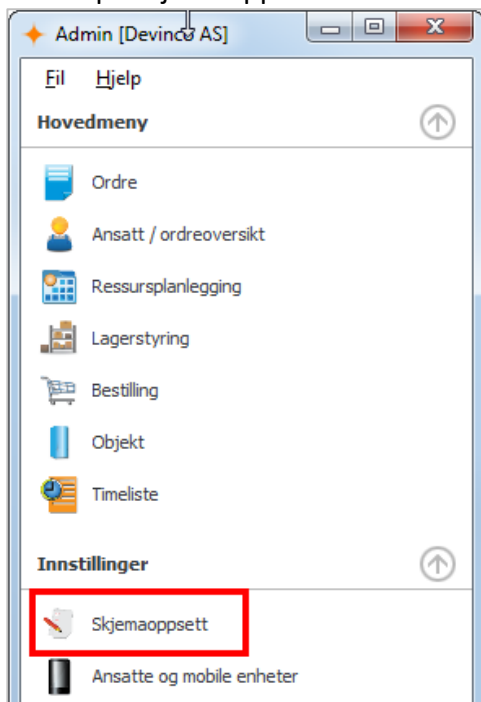 Admin [Devinco AS]
Fil Hjelp
Hovedmeny
Ordre
Ansatt / ordreoversikt
Ressursplanlegging
Lagerstyring
Bestilling
Objekt
Timeliste
Innstillinger
Skjemaoppsett
Ansatte og mobile enheter